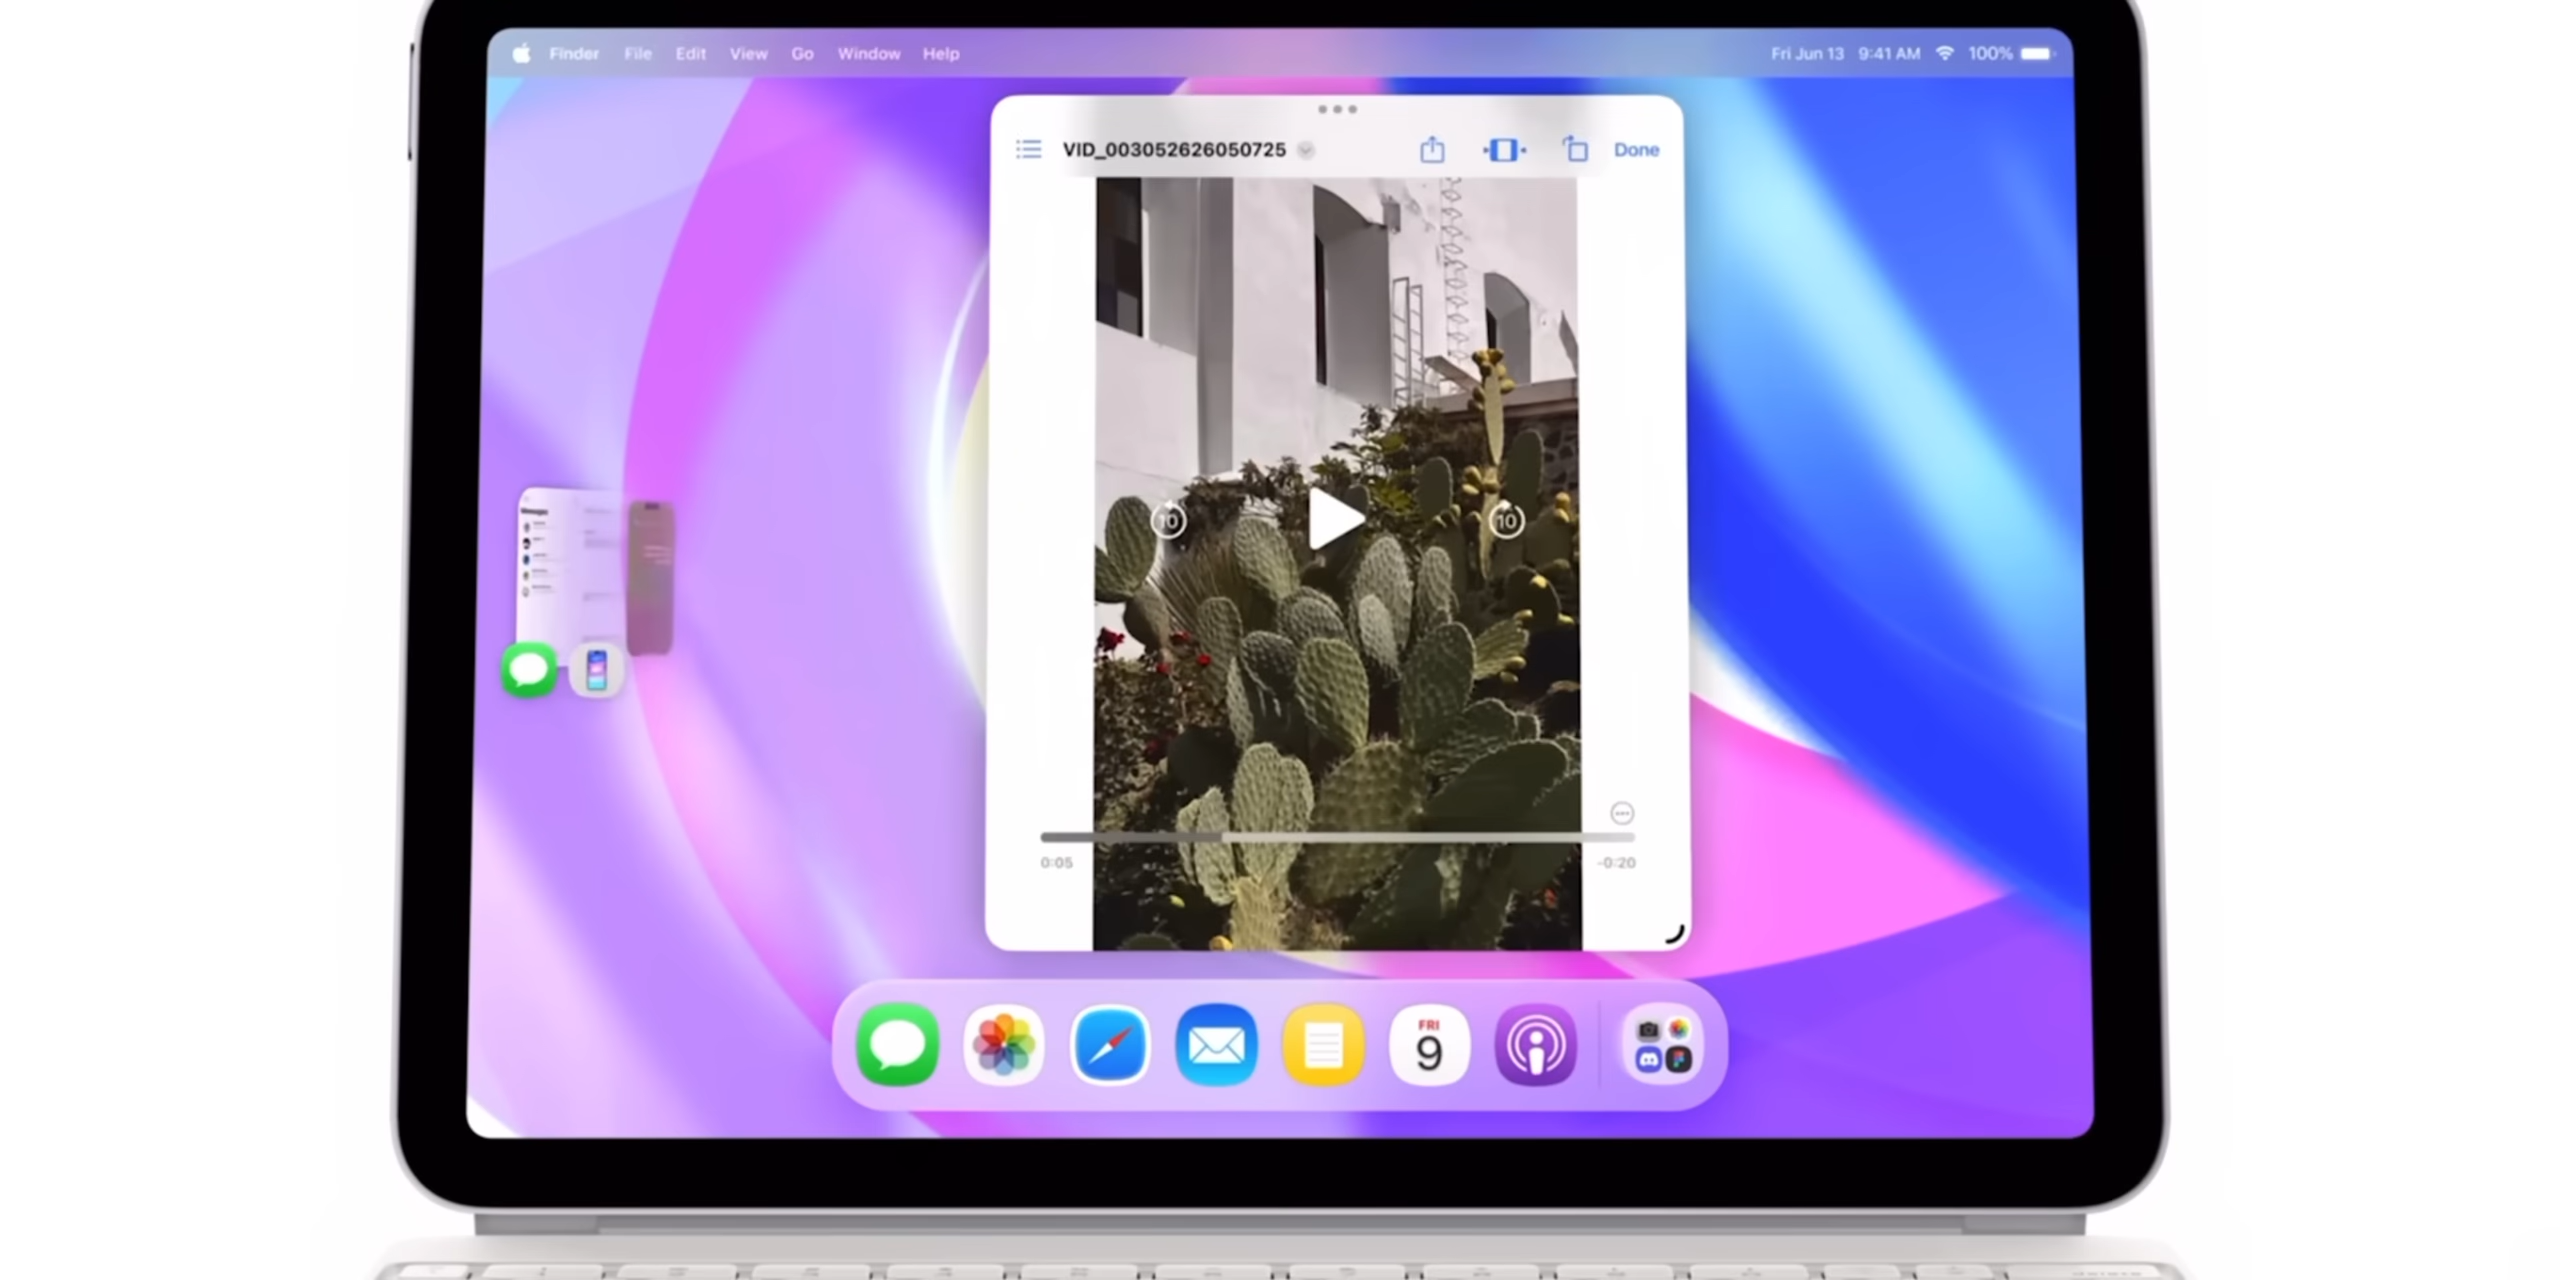 Finder File Edit View Go Window Help
Fri Jun 13 9:41 AM 100%
VID_003052626050725
Done
10
10
0:05
-0:20
FRI
9